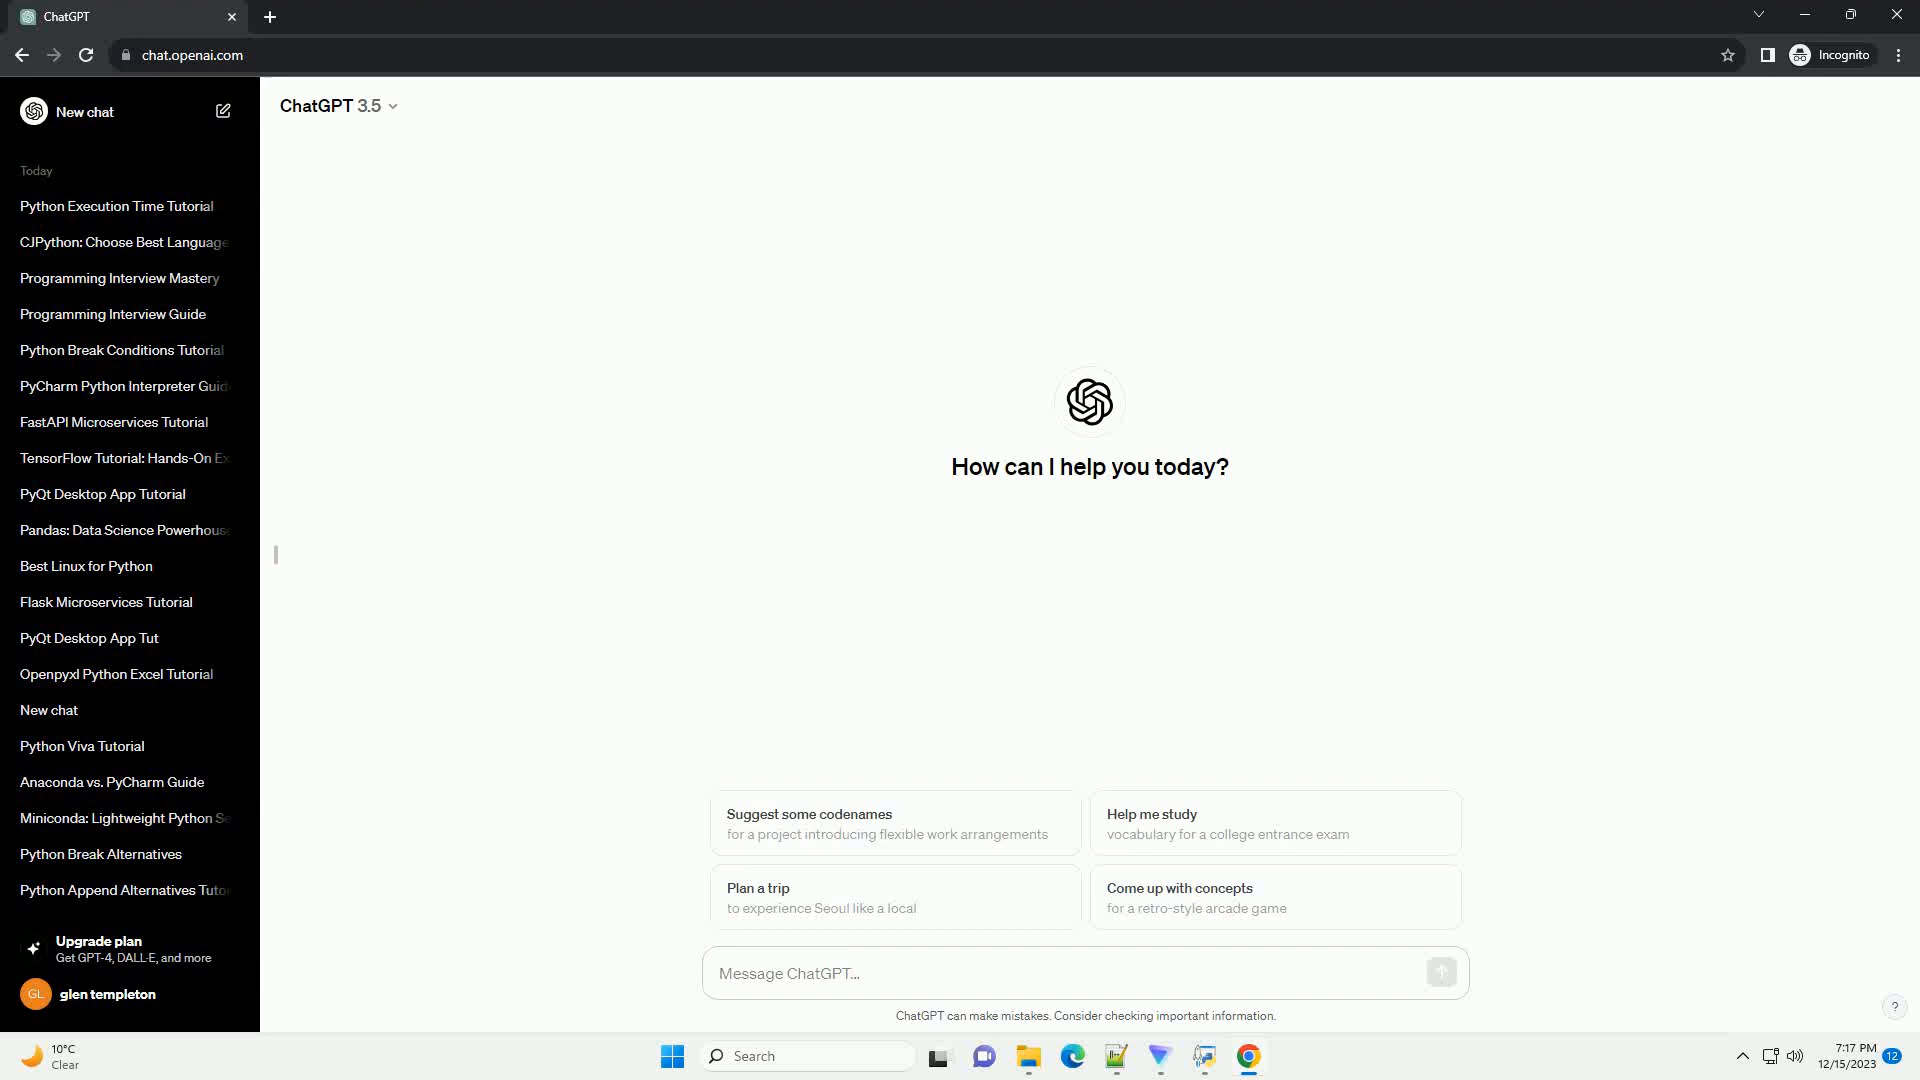 ChatGPT
chat.openai.com
Incognito
New chat
ChatGPT 3.5
Today
Python Execution Time Tutorial
CJPython: Choose Best Language
Programming Interview Mastery
Programming Interview Guide
Python Break Conditions Tutorial
PyCharm Python Interpreter Guid
FastAPI Microservices Tutorial
TensorFlow Tutorial: Hands-On Ex
PyQt Desktop App Tutorial
Pandas: Data Science Powerhouse
Best Linux for Python
Flask Microservices Tutorial
PyQt Desktop App Tut
Openpyxl Python Excel Tutorial
New chat
Python Viva Tutorial
Anaconda vs. PyCharm Guide
Miniconda: Lightweight Python Se
Python Break Alternatives
Python Append Alternatives Tuto
Upgrade plan
Get GPT-4, DALL·E, and more
GL
glen templeton
How can I help you today?
Suggest some codenames
for a project introducing flexible work arrangements
Help me study
vocabulary for a college entrance exam
Plan a trip
to experience Seoul like a local
Come up with concepts
for a retro-style arcade game
Message ChatGPT...
ChatGPT can make mistakes. Consider checking important information.
?
10°C
Clear
Search
7:17 PM
12/15/2023
12